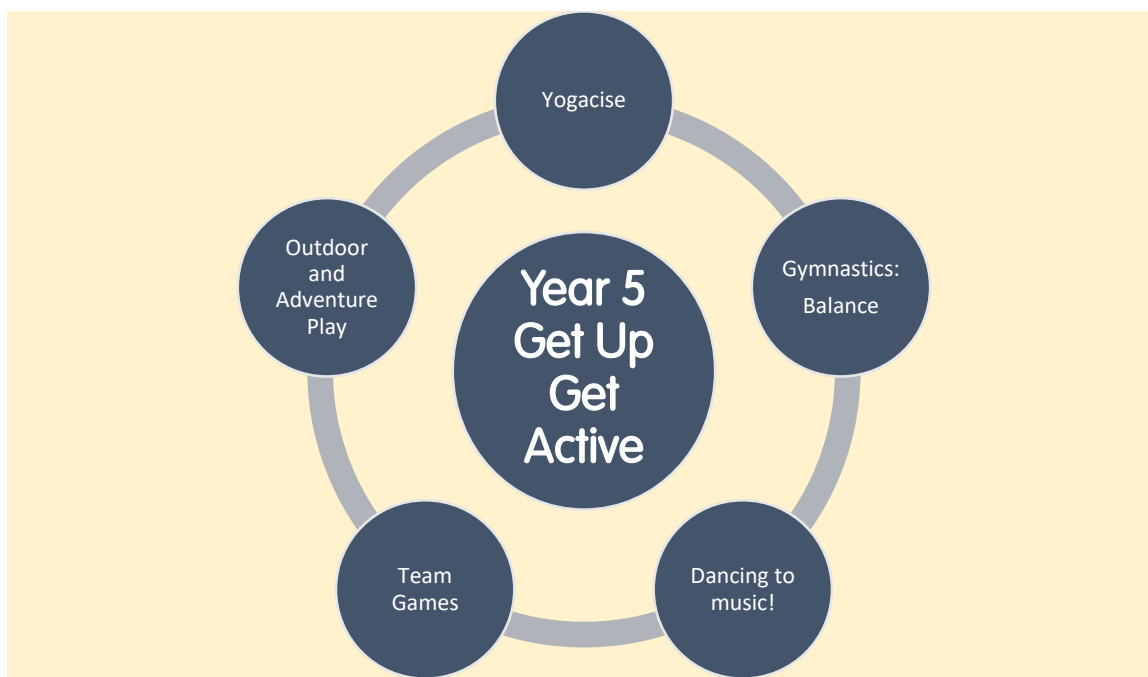 Yogacise
Gymnastics:
Balance
Dancing to
music!
Team
Games
Outdoor
and
Adventure
Play
Year 5
Get Up
Get
Active